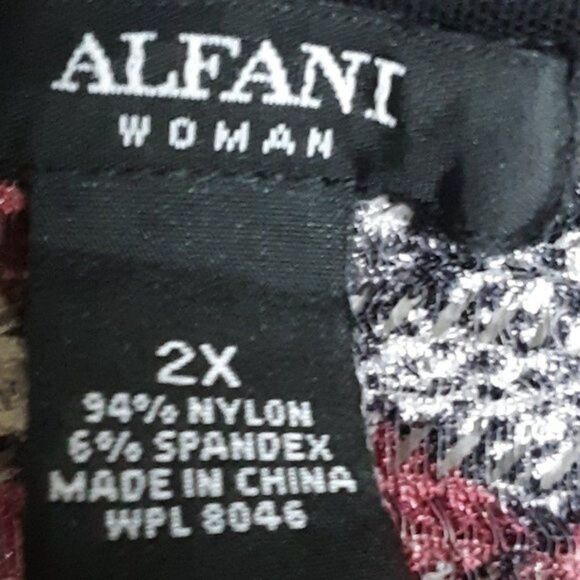 ALFANI
WOMAN
2X
94% NYLON
6% SPANDEX
MADE IN CHINA
WPL 8046